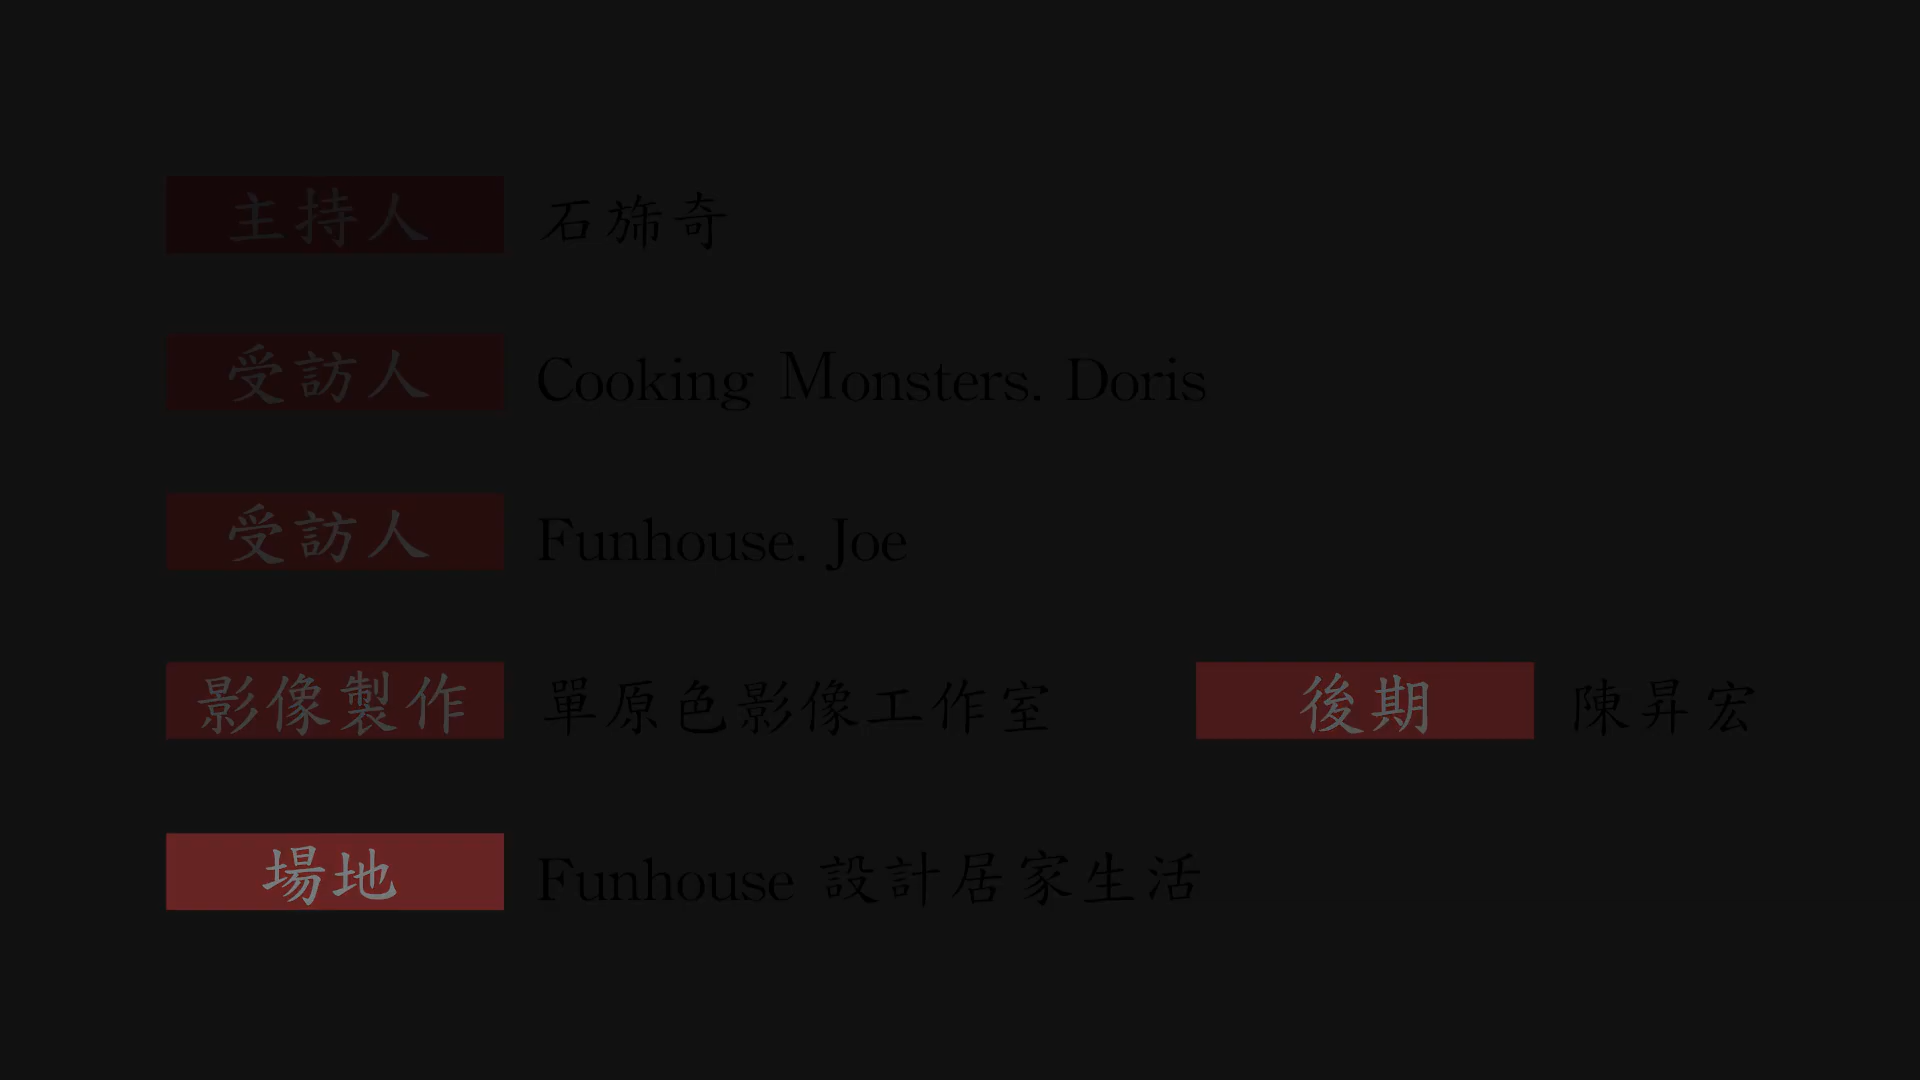 主持人 石旆奇
受訪人 Cooking Monsters. Doris
受訪人 Funhouse. Joe
影像製作 單原色影像工作室 後期 陳昇宏
場地 Funhouse 設計居家生活